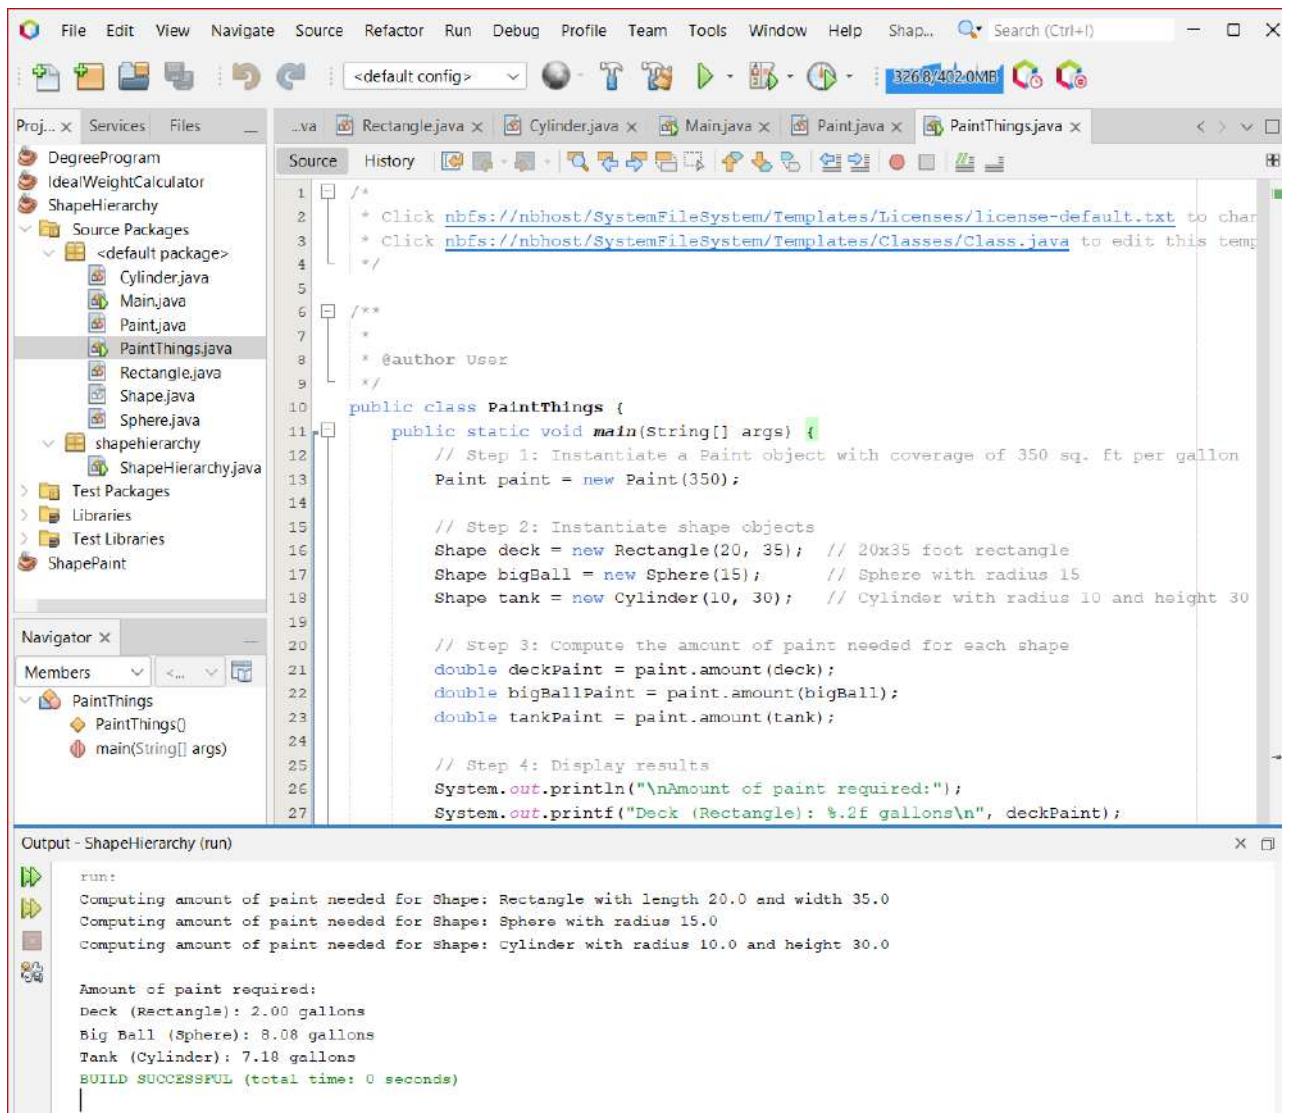 File Edit View Navigate Source Refactor Run Debug Profile Team Tools Window Help Shap... Search (Ctrl+I)
<default config> 326.8/402.0MB
Proj... × Services Files
...va Rectangle.java × Cylinder.java × Main.java × Paint.java × PaintThings.java ×
DegreeProgram
IdealWeightCalculator
ShapeHierarchy
Source Packages
<default package>
Cylinder.java
Main.java
Paint.java
PaintThings.java
Rectangle.java
Shape.java
Sphere.java
shapehierarchy
ShapeHierarchy.java
Test Packages
Libraries
Test Libraries
ShapePaint
Navigator ×
Members <...
PaintThings
PaintThings()
main(String[] args)
Source History
1 /*
2 * Click nbfs://nbhost/SystemFileSystem/Templates/Licenses/license-default.txt to char
3 * Click nbfs://nbhost/SystemFileSystem/Templates/Classes/Class.java to edit this temp
4 */
5
6 /**
7 *
8 * @author User
9 */
10 public class PaintThings {
11 public static void main(String[] args) {
12 // Step 1: Instantiate a Paint object with coverage of 350 sq. ft per gallon
13 Paint paint = new Paint(350);
14
15 // Step 2: Instantiate shape objects
16 Shape deck = new Rectangle(20, 35); // 20x35 foot rectangle
17 Shape bigBall = new Sphere(15); // Sphere with radius 15
18 Shape tank = new Cylinder(10, 30); // Cylinder with radius 10 and height 30
19
20 // Step 3: Compute the amount of paint needed for each shape
21 double deckPaint = paint.amount(deck);
22 double bigBallPaint = paint.amount(bigBall);
23 double tankPaint = paint.amount(tank);
24
25 // Step 4: Display results
26 System.out.println("\nAmount of paint required:");
27 System.out.printf("Deck (Rectangle): %.2f gallons\n", deckPaint);
Output - ShapeHierarchy (run)
run:
Computing amount of paint needed for Shape: Rectangle with length 20.0 and width 35.0
Computing amount of paint needed for Shape: Sphere with radius 15.0
Computing amount of paint needed for Shape: Cylinder with radius 10.0 and height 30.0
Amount of paint required:
Deck (Rectangle): 2.00 gallons
Big Ball (Sphere): 8.08 gallons
Tank (Cylinder): 7.18 gallons
BUILD SUCCESSFUL (total time: 0 seconds)